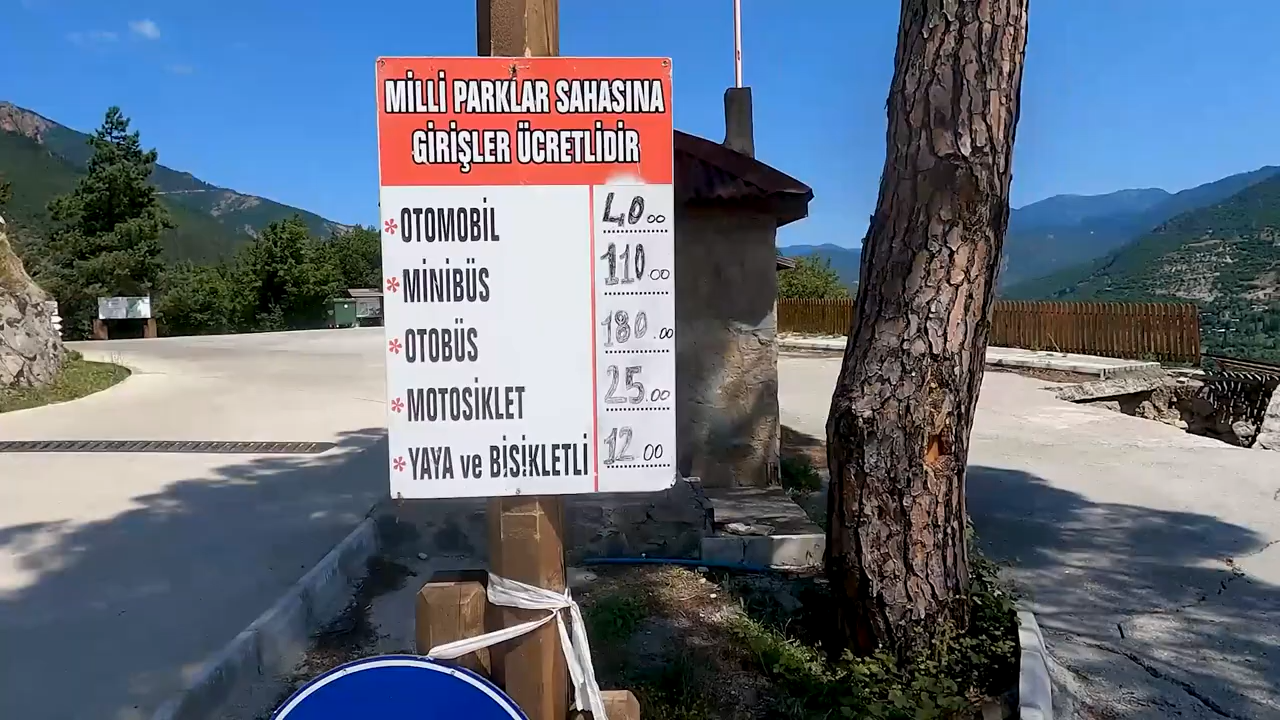 MİLLİ PARKLAR SAHASINA
GİRİŞLER ÜCRETLİDİR
* OTOMOBİL 40 00
* MİNİBÜS 110 00
* OTOBÜS 180.00
* MOTOSİKLET 25.00
* YAYA ve BİSİKLETLİ 12 00